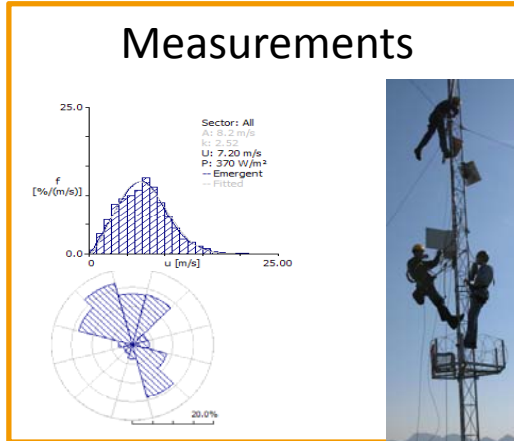 Measurements
25.0
Sector: All
A: 8.2 m/s
k: 2.52
U: 7.20 m/s
P: 370 W/m²
-- Emergent
-- Fitted
f
[%/(m/s)]
0.0
0
u [m/s]
25.00
20.0%